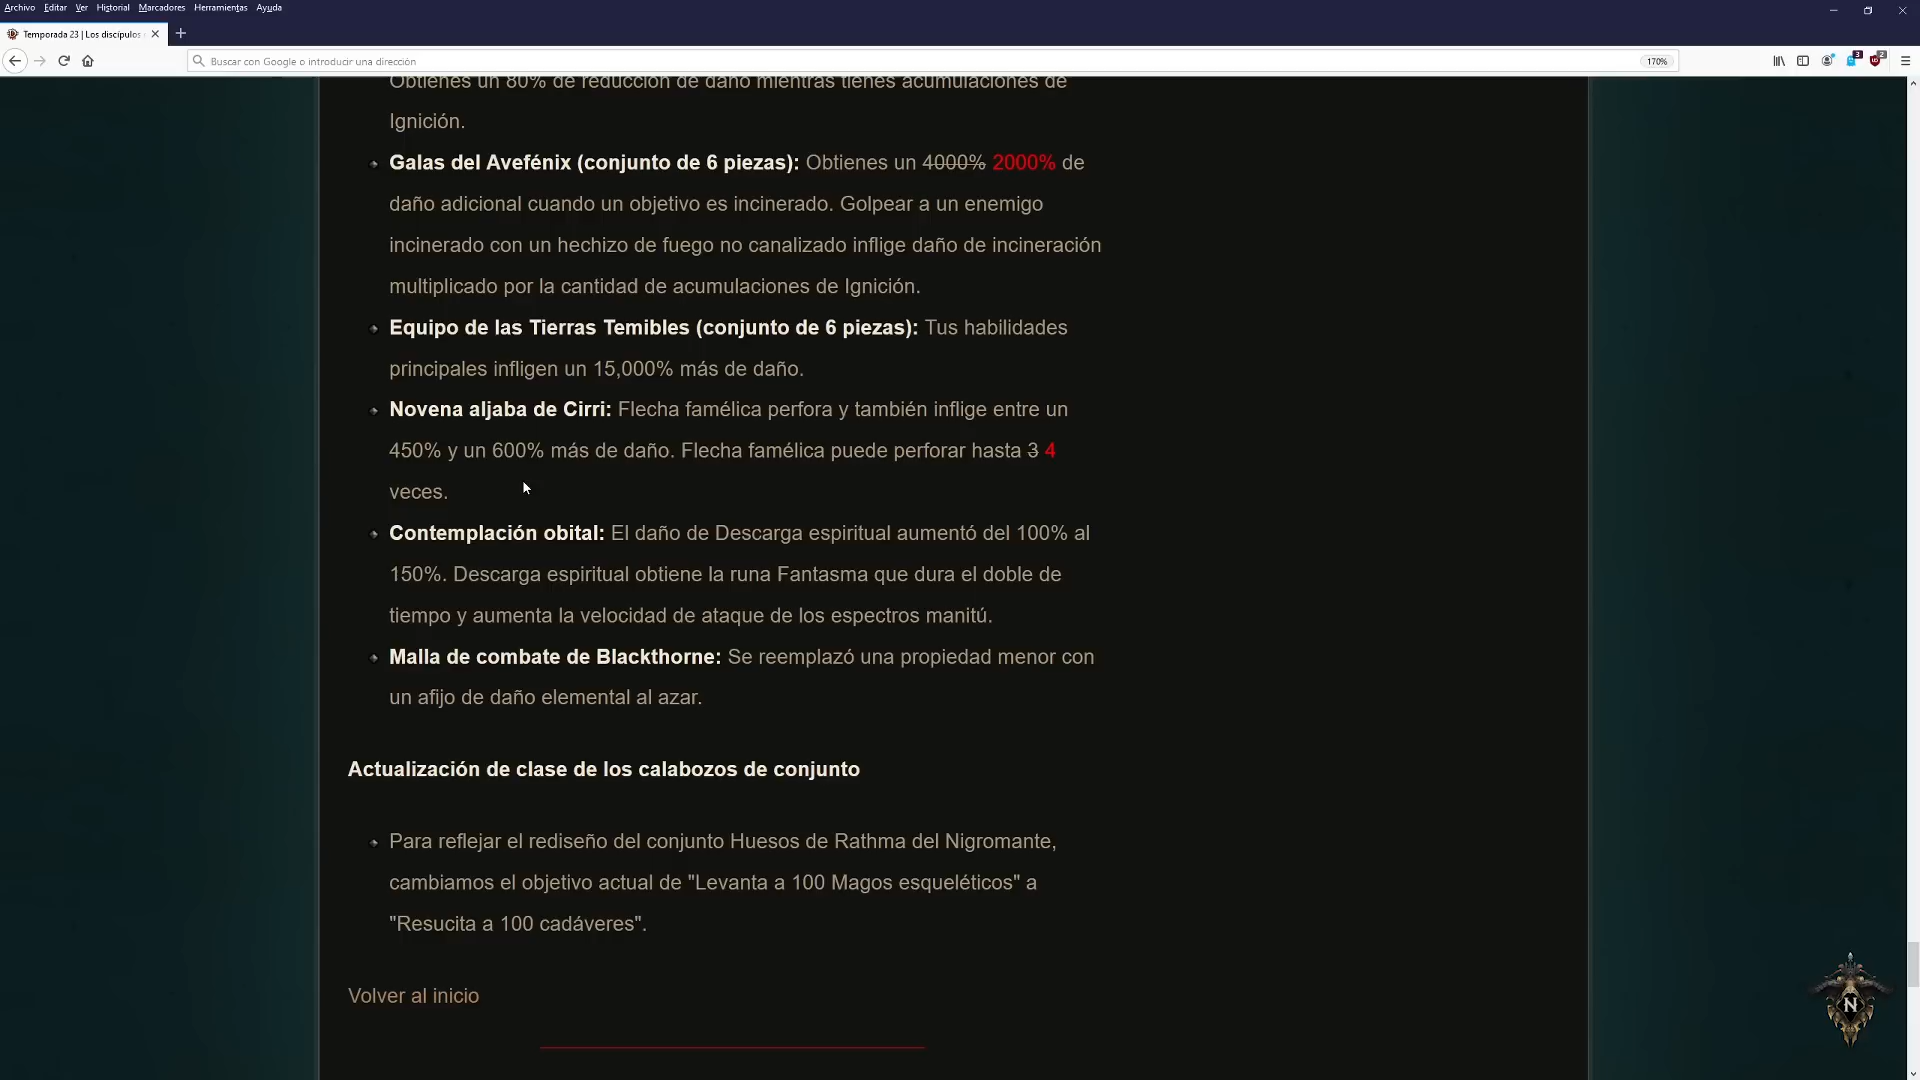 Archivo Editar Ver Historial Marcadores Herramientas Ayuda
Temporada 23 | Los discípulos
Buscar con Google o introducir una dirección
170%
3
2
Obtienes un 80% de reducción de daño mientras tienes acumulaciones de
Ignición.
Galas del Avefénix (conjunto de 6 piezas): Obtienes un 4000% 2000% de
daño adicional cuando un objetivo es incinerado. Golpear a un enemigo
incinerado con un hechizo de fuego no canalizado inflige daño de incineración
multiplicado por la cantidad de acumulaciones de Ignición.
Equipo de las Tierras Temibles (conjunto de 6 piezas): Tus habilidades
principales infligen un 15,000% más de daño.
Novena aljaba de Cirri: Flecha famélica perfora y también inflige entre un
450% y un 600% más de daño. Flecha famélica puede perforar hasta 3 4
veces.
Contemplación obital: El daño de Descarga espiritual aumentó del 100% al
150%. Descarga espiritual obtiene la runa Fantasma que dura el doble de
tiempo y aumenta la velocidad de ataque de los espectros manitú.
Malla de combate de Blackthorne: Se reemplazó una propiedad menor con
un afijo de daño elemental al azar.
Actualización de clase de los calabozos de conjunto
Para reflejar el rediseño del conjunto Huesos de Rathma del Nigromante,
cambiamos el objetivo actual de "Levanta a 100 Magos esqueléticos" a
"Resucita a 100 cadáveres".
Volver al inicio
N